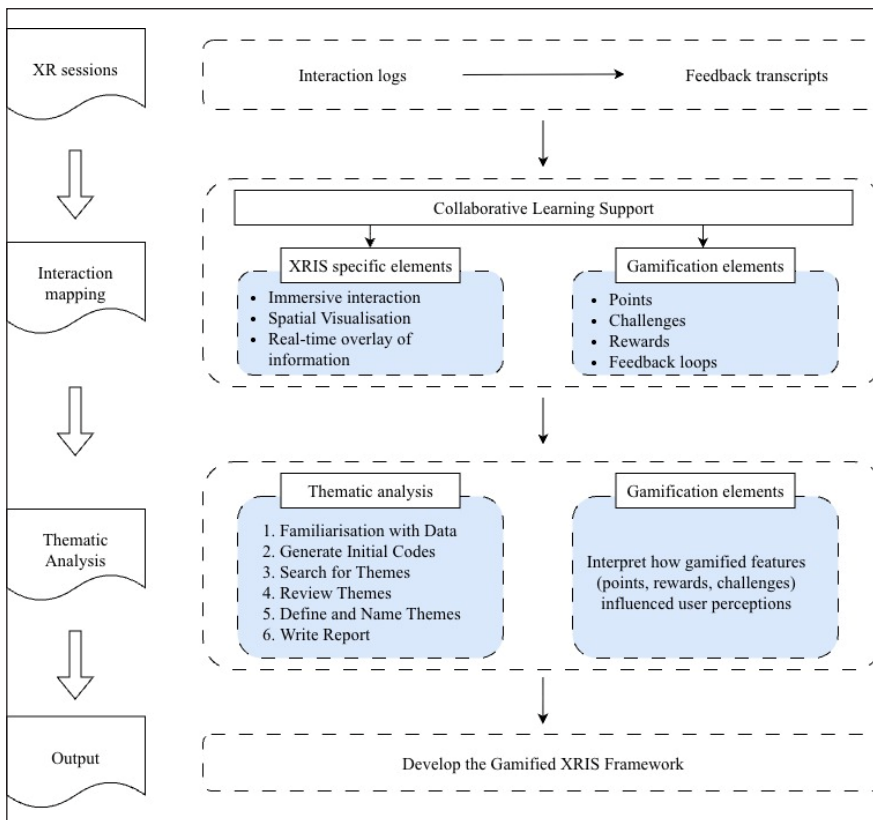 XR sessions
Interaction logs
Feedback transcripts
Interaction
mapping
Collaborative Learning Support
XRIS specific elements
• Immersive interaction
• Spatial Visualisation
• Real-time overlay of
information
Gamification elements
• Points
• Challenges
• Rewards
• Feedback loops
Thematic
Analysis
Thematic analysis
1. Familiarisation with Data
2. Generate Initial Codes
3. Search for Themes
4. Review Themes
5. Define and Name Themes
6. Write Report
Gamification elements
Interpret how gamified features
(points, rewards, challenges)
influenced user perceptions
Output
Develop the Gamified XRIS Framework